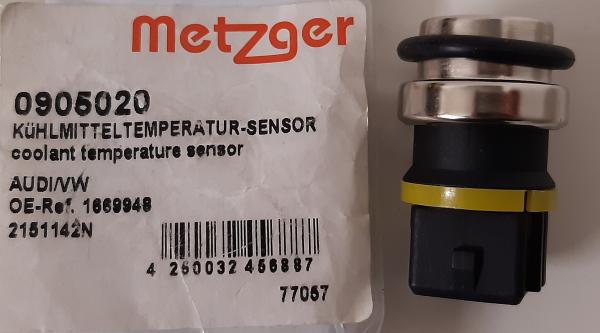 metzger
0905020
KÜHLMITTELTEMPERATUR-SENSOR
coolant temperature sensor
AUDI/VW
OE-Ref. 1669948
2151142N
4 250032 456887
77057